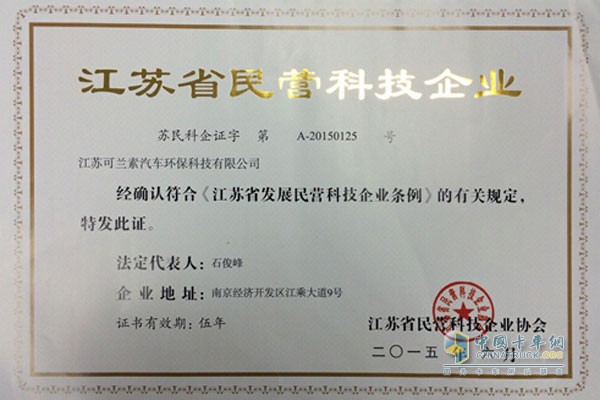 江苏省民营科技企业
苏民科企证字 第 A-20150125 号
江苏可兰素汽车环保科技有限公司
经确认符合《江苏省发展民营科技企业条例》的有关规定，
特发此证。
法定代表人：石俊峰
企业地址：南京经济开发区江乘大道9号
证书有效期：伍年
江苏省民营科技企业协会
二〇一五
月
中国卡车网
CHINATRUCK.ORG